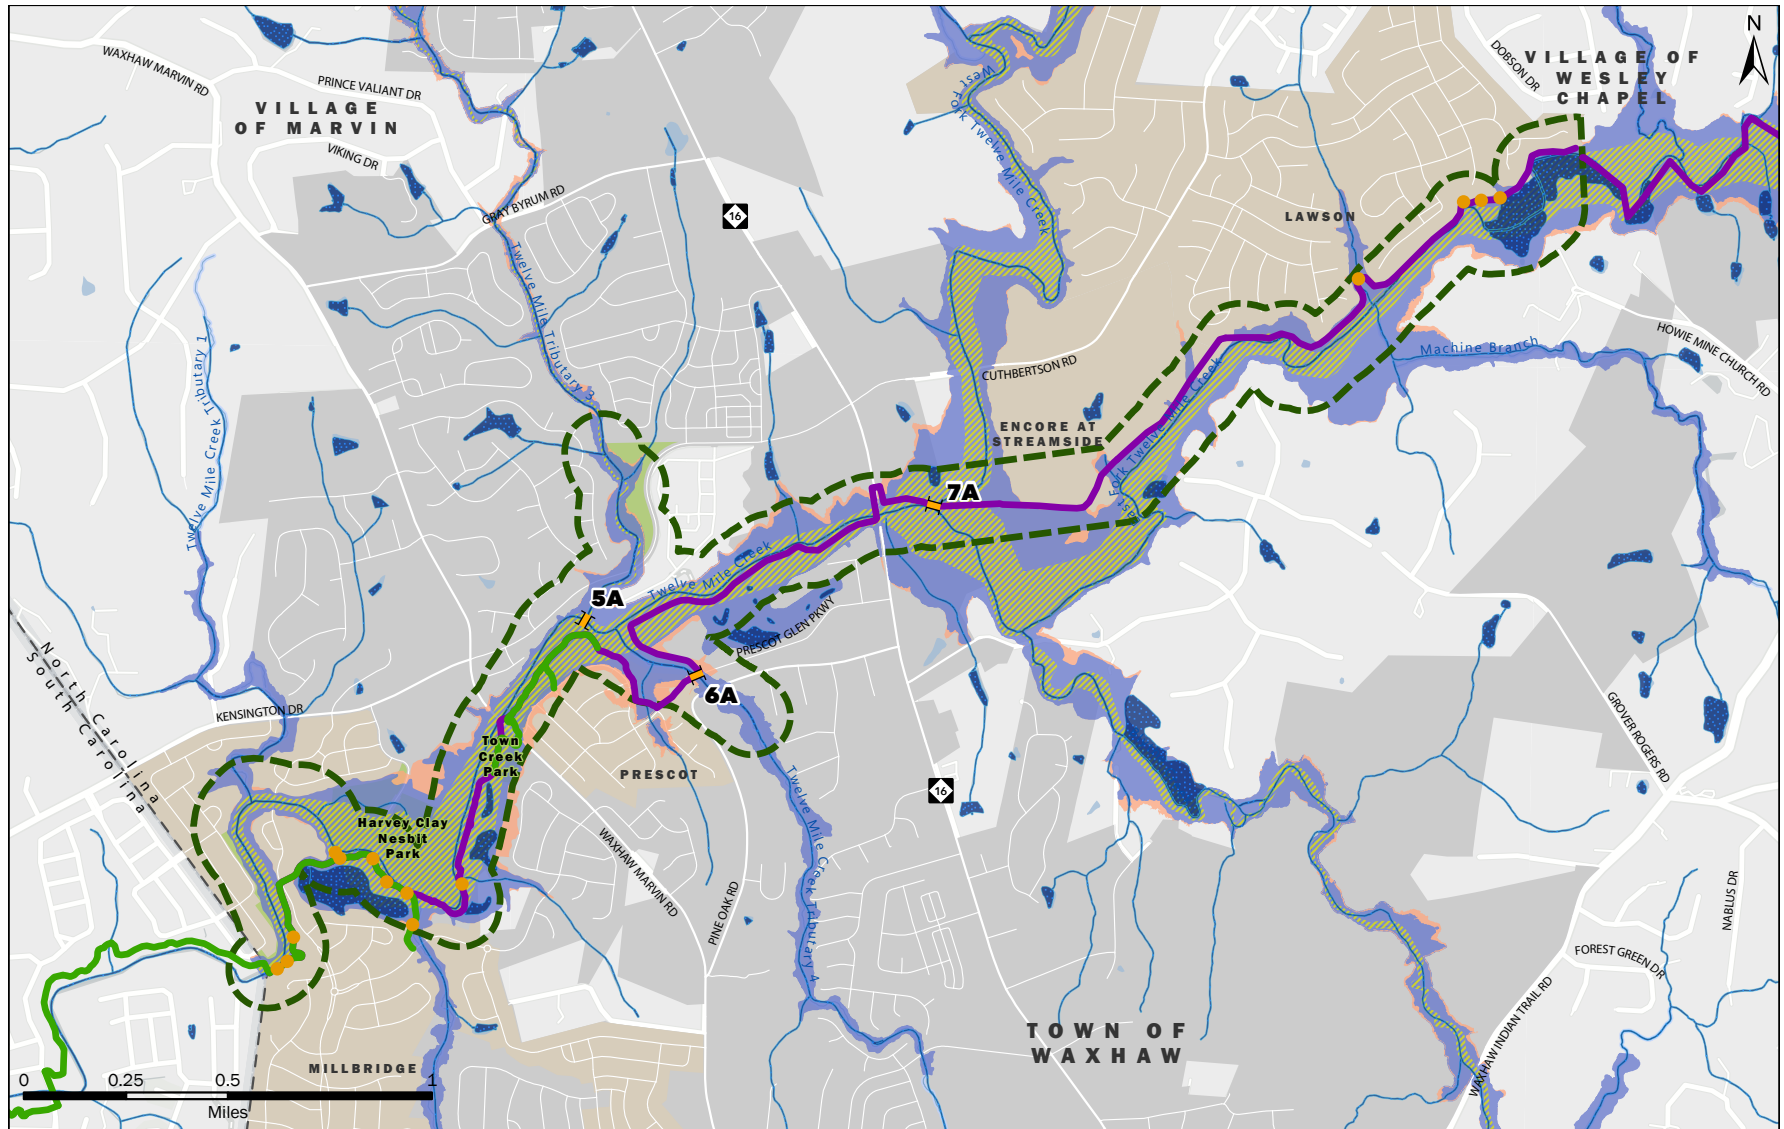 N
WAXHAW MARVIN RD
PRINCE VALIANT DR
VILLAGE
OF MARVIN
VIKING DR
GRAY BYRUM RD
16
West Fork Twelve Mile Creek
DOBSON DR
VILLAGE OF
WESLEY
CHAPEL
LAWSON
Twelve Mile Tributary 3
Twelve Mile Creek Tributary 1
CUTHBERTSON RD
Machine Branch
HOWIE MINE CHURCH RD
ENCORE AT
STREAMSIDE
East Fork Twelve Mile Creek
7A
Twelve Mile Creek
5A
PRESCOT GLEN PKWY
6A
North Carolina
South Carolina
KENSINGTON DR
Town
Creek
Park
PRESCOT
GROVER ROGERS RD
16
Harvey Clay
Nesbit
Park
WAXHAW MARVIN RD
PINE OAK RD
Twelve Mile Creek Tributary 4
NABLUS DR
FOREST GREEN DR
WAXHAW INDIAN TRAIL RD
TOWN OF
WAXHAW
MILLBRIDGE
0 0.25 0.5 1
Miles